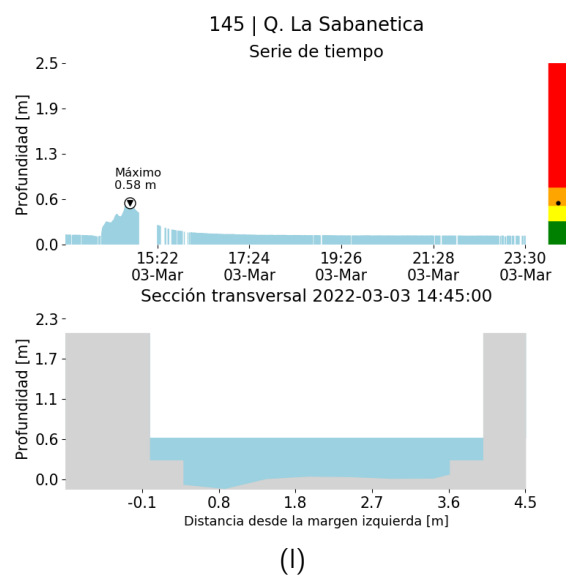 145 | Q. La Sabanetica
Serie de tiempo
Profundidad [m]
2.5
1.9
1.3
0.6
0.0
Máximo
0.58 m
15:22 17:24 19:26 21:28 23:30
03-Mar 03-Mar 03-Mar 03-Mar 03-Mar
Sección transversal 2022-03-03 14:45:00
Profundidad [m]
2.3
1.7
1.1
0.6
0.0
-0.1 0.8 1.8 2.7 3.6 4.5
Distancia desde la margen izquierda [m]
(l)